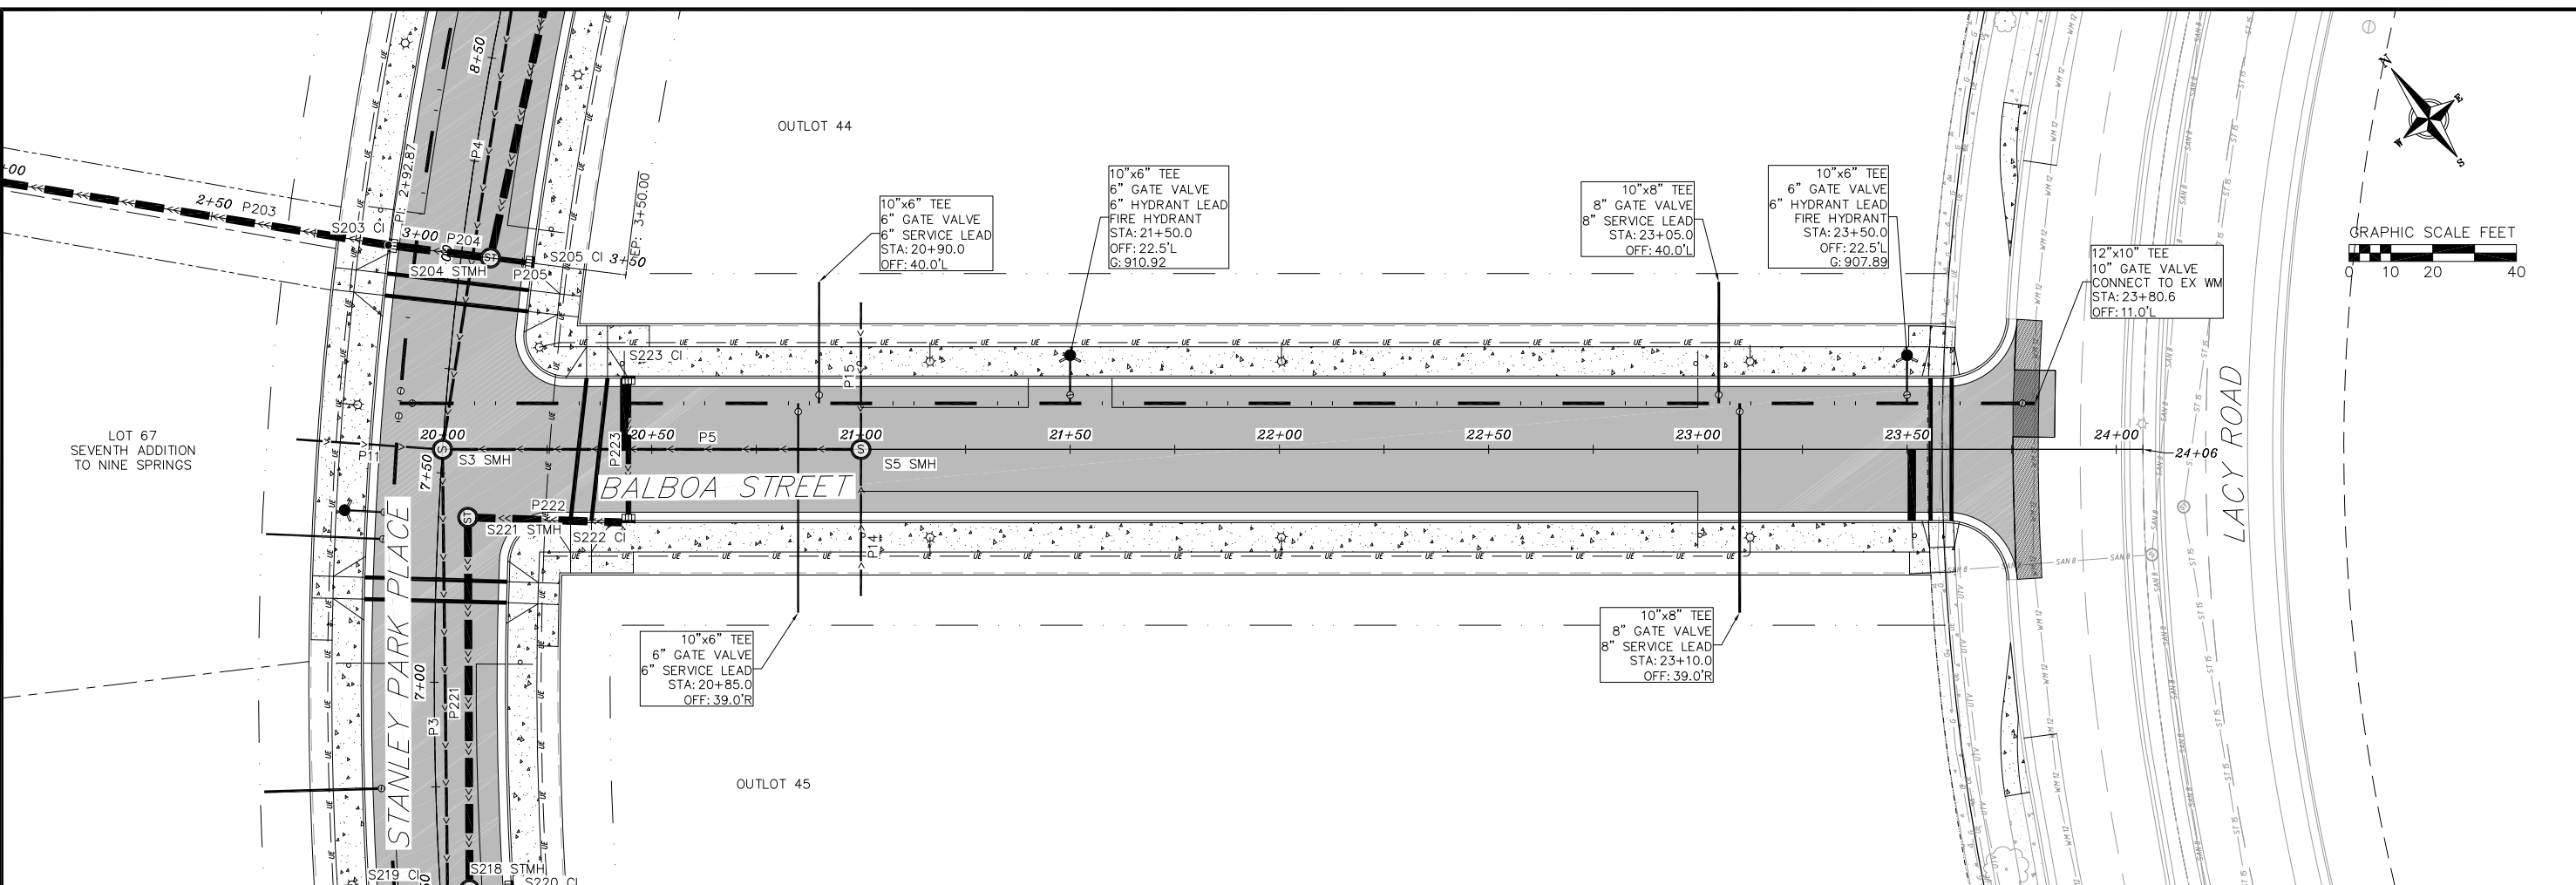 8+50
P4
OUTLOT 44
N
E
W
S
+00
2+50 P203
PI: 2+92.87
S203 CI
3+00
P204
S204 STMH
P205
S205 CI
3+50
EP: 3+50.00
10"x6" TEE
6" GATE VALVE
6" SERVICE LEAD
STA: 20+90.0
OFF: 40.0'L
10"x6" TEE
6" GATE VALVE
6" HYDRANT LEAD
FIRE HYDRANT
STA: 21+50.0
OFF: 22.5'L
G: 910.92
10"x8" TEE
8" GATE VALVE
8" SERVICE LEAD
STA: 23+05.0
OFF: 40.0'L
10"x6" TEE
6" GATE VALVE
6" HYDRANT LEAD
FIRE HYDRANT
STA: 23+50.0
OFF: 22.5'L
G: 907.89
12"x10" TEE
10" GATE VALVE
CONNECT TO EX WM
STA: 23+80.6
OFF: 11.0'L
GRAPHIC SCALE FEET
0 10 20 40
S223 CI
P15
LOT 67
SEVENTH ADDITION
TO NINE SPRINGS
P11
20+00
S3 SMH
7+50
P223
20+50
P5
21+00
S5 SMH
21+50
22+00
22+50
23+00
23+50
24+00
24+06
BALBOA STREET
LACY ROAD
ST
P222
S221 STMH
S222 CI
P14
STANLEY PARK PLACE
7+00
P3
P221
10"x6" TEE
6" GATE VALVE
6" SERVICE LEAD
STA: 20+85.0
OFF: 39.0'R
10"x8" TEE
8" GATE VALVE
8" SERVICE LEAD
STA: 23+10.0
OFF: 39.0'R
OUTLOT 45
UE
WM 12
SAN 8
ST 15
UTV
S219 CI
S218 STMH
S220 CI